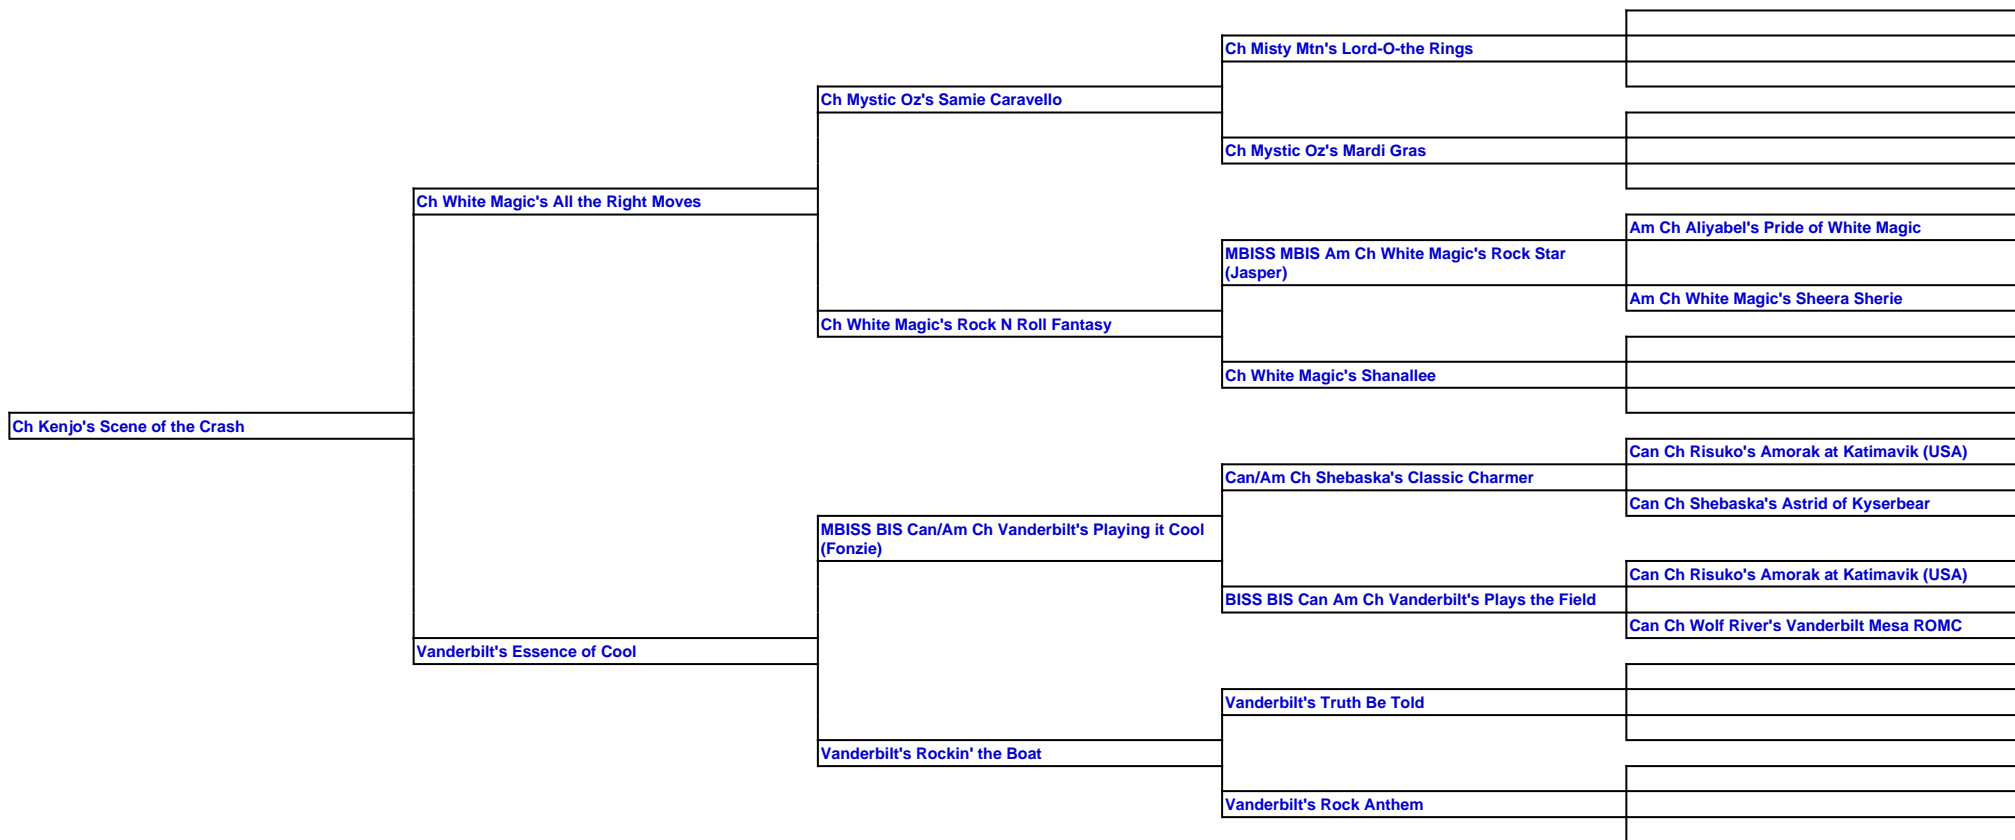 Ch Misty Mtn's Lord-O-the Rings
Ch Mystic Oz's Samie Caravello
Ch Mystic Oz's Mardi Gras
Ch White Magic's All the Right Moves
Am Ch Aliyabel's Pride of White Magic
MBISS MBIS Am Ch White Magic's Rock Star
(Jasper)
Am Ch White Magic's Sheera Sherie
Ch White Magic's Rock N Roll Fantasy
Ch White Magic's Shanallee
Ch Kenjo's Scene of the Crash
Can Ch Risuko's Amorak at Katimavik (USA)
Can/Am Ch Shebaska's Classic Charmer
Can Ch Shebaska's Astrid of Kyserbear
MBISS BIS Can/Am Ch Vanderbilt's Playing it Cool
(Fonzie)
Can Ch Risuko's Amorak at Katimavik (USA)
BISS BIS Can Am Ch Vanderbilt's Plays the Field
Can Ch Wolf River's Vanderbilt Mesa ROMC
Vanderbilt's Essence of Cool
Vanderbilt's Truth Be Told
Vanderbilt's Rockin' the Boat
Vanderbilt's Rock Anthem